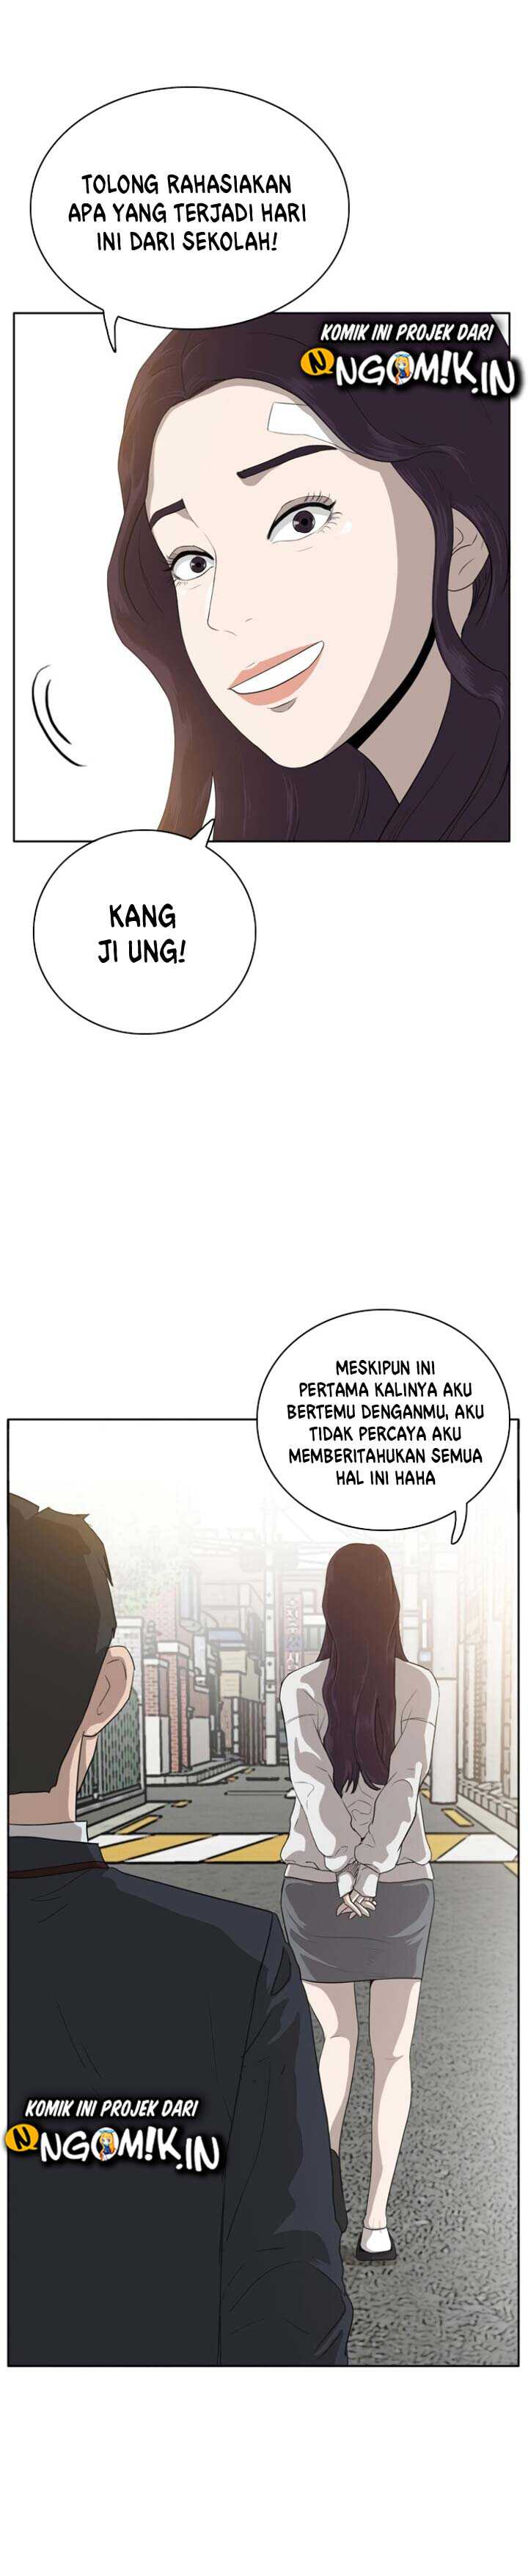 TOLONG RAHASIAKAN
APA YANG TERJADI HARI
INI DARI SEKOLAH!
KOMIK INI PROJEK DARI
N NGOM!K.IN
KANG
JI UNG!
MESKIPUN INI
PERTAMA KALINYA AKU
BERTEMU DENGANMU, AKU
TIDAK PERCAYA AKU
MEMBERITAHUKAN SEMUA
HAL INI HAHA
KOMIK INI PROJEK DARI
N NGOM!K.IN